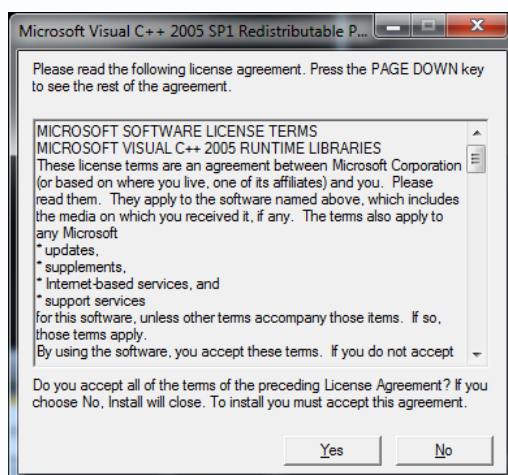 Microsoft Visual C++ 2005 SP1 Redistributable P...
Please read the following license agreement. Press the PAGE DOWN key
to see the rest of the agreement.
MICROSOFT SOFTWARE LICENSE TERMS
MICROSOFT VISUAL C++ 2005 RUNTIME LIBRARIES
These license terms are an agreement between Microsoft Corporation
(or based on where you live, one of its affiliates) and you.  Please
read them.  They apply to the software named above, which includes
the media on which you received it, if any.  The terms also apply to
any Microsoft
* updates,
* supplements,
* Internet-based services, and
* support services
for this software, unless other terms accompany those items.  If so,
those terms apply.
By using the software, you accept these terms.  If you do not accept
Do you accept all of the terms of the preceding License Agreement? If you
choose No, Install will close. To install you must accept this agreement.
Yes
No